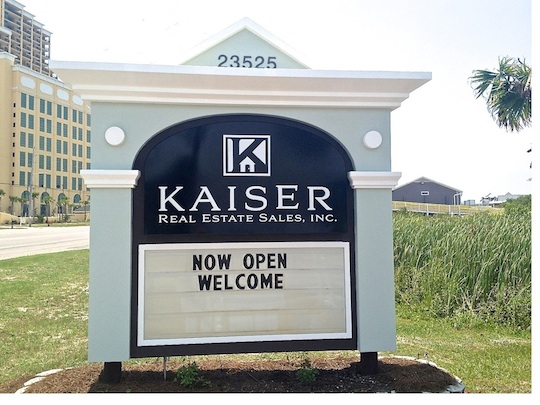 23525
K
KAISER
REAL ESTATE SALES, INC.
NOW OPEN
WELCOME